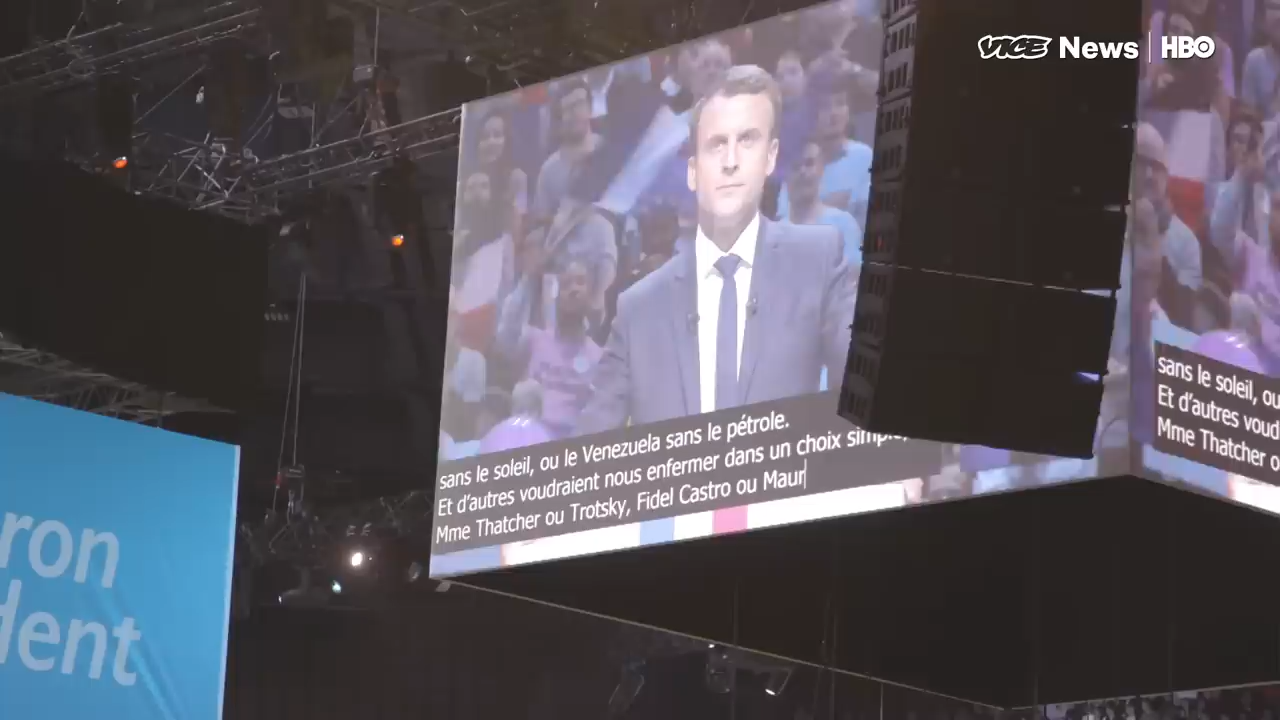 VICE News | HBO
sans le soleil, ou le Venezuela sans le pétrole.
Et d'autres voudraient nous enfermer dans un choix simple,
Mme Thatcher ou Trotsky, Fidel Castro ou Maur
sans le soleil, ou
Et d'autres voud
Mme Thatcher o
ron
dent